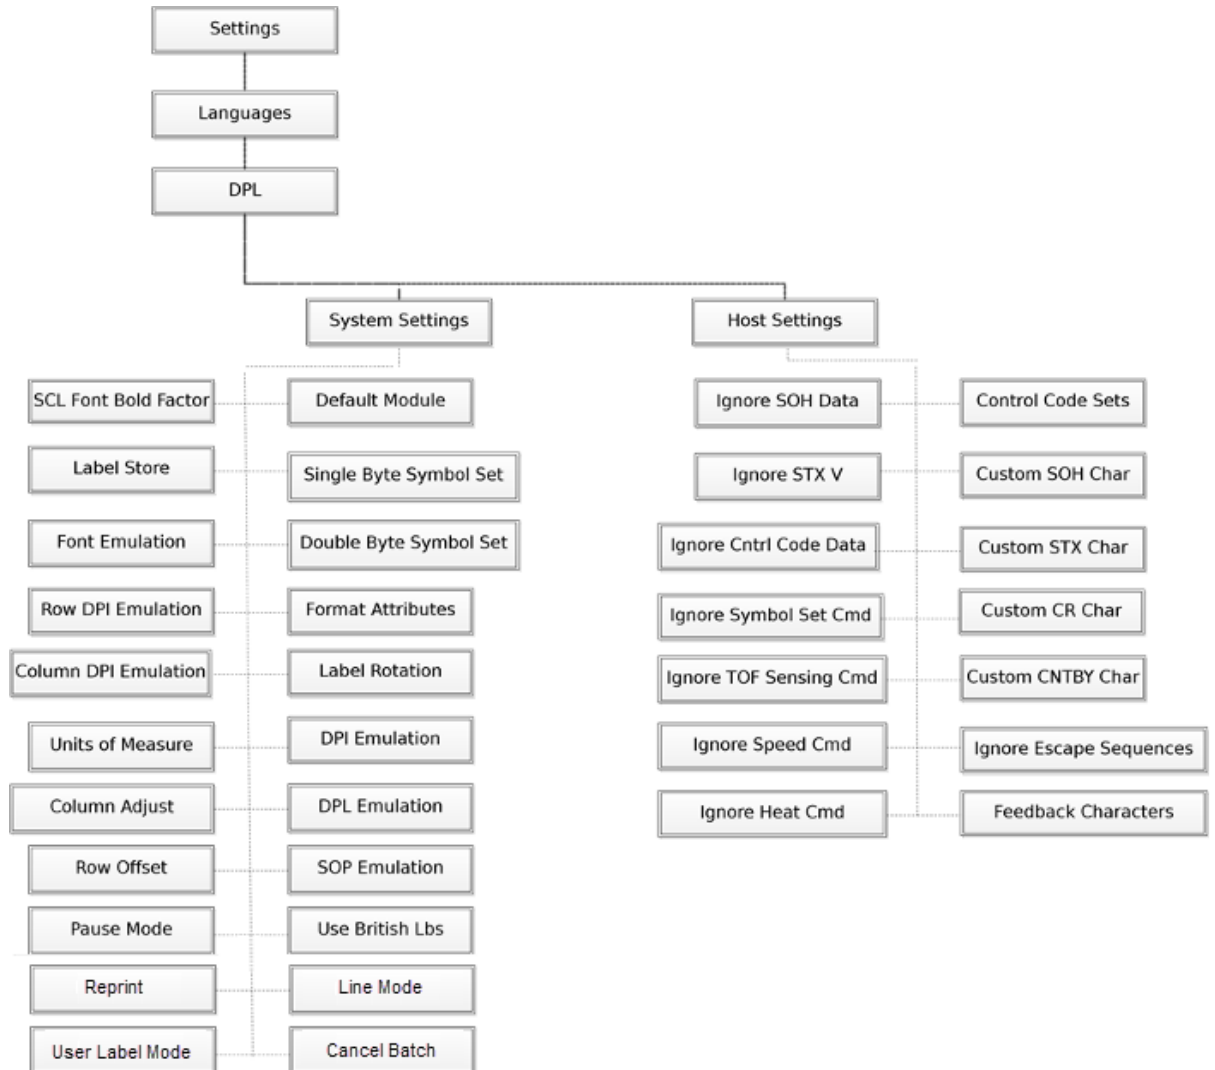 Settings
Languages
DPL
System Settings
Host Settings
SCL Font Bold Factor
Default Module
Ignore SOH Data
Control Code Sets
Label Store
Single Byte Symbol Set
Ignore STX V
Custom SOH Char
Font Emulation
Double Byte Symbol Set
Ignore Cntrl Code Data
Custom STX Char
Row DPI Emulation
Format Attributes
Ignore Symbol Set Cmd
Custom CR Char
Column DPI Emulation
Label Rotation
Ignore TOF Sensing Cmd
Custom CNTBY Char
Units of Measure
DPI Emulation
Ignore Speed Cmd
Ignore Escape Sequences
Column Adjust
DPL Emulation
Ignore Heat Cmd
Feedback Characters
Row Offset
SOP Emulation
Pause Mode
Use British Lbs
Reprint
Line Mode
User Label Mode
Cancel Batch